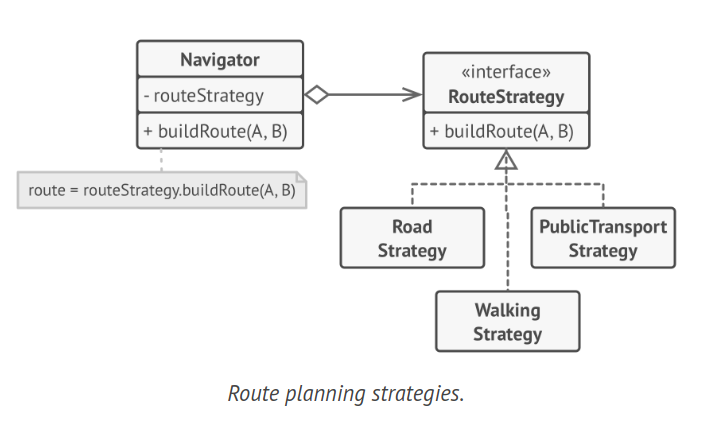 Navigator
- routeStrategy
+ buildRoute(A, B)
route = routeStrategy.buildRoute(A, B)
«interface»
RouteStrategy
+ buildRoute(A, B)
Road
Strategy
PublicTransport
Strategy
Walking
Strategy
Route planning strategies.